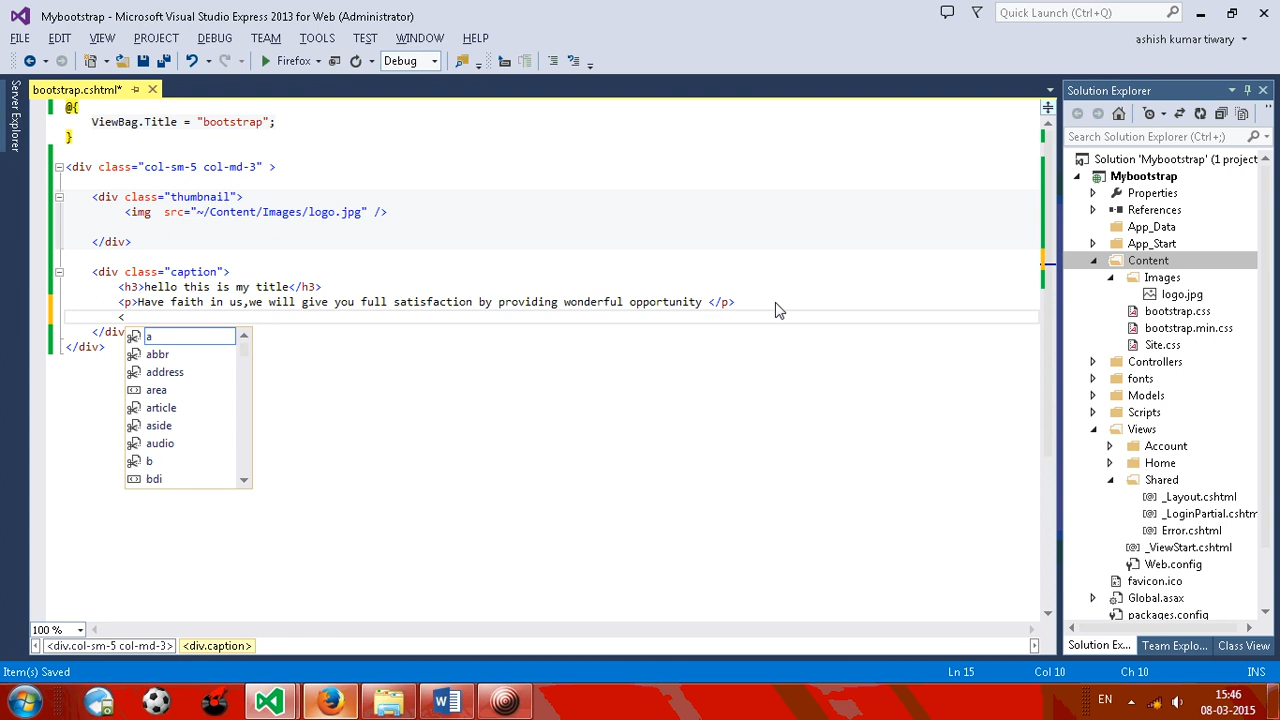 Mybootstrap - Microsoft Visual Studio Express 2013 for Web (Administrator)
Quick Launch (Ctrl+Q)
FILE EDIT VIEW PROJECT DEBUG TEAM TOOLS TEST WINDOW HELP
ashish kumar tiwary
Firefox Debug
bootstrap.cshtml*
Server Explorer
@{
ViewBag.Title = "bootstrap";
}
<div class="col-sm-5 col-md-3" >
<div class="thumbnail">
<img  src="~/Content/Images/logo.jpg" />
</div>
<div class="caption">
<h3>hello this is my title</h3>
<p>Have faith in us,we will give you full satisfaction by providing wonderful opportunity </p>
<
</div
</div>
a
abbr
address
area
article
aside
audio
b
bdi
100 %
<div.col-sm-5 col-md-3> <div.caption>
Solution Explorer
Search Solution Explorer (Ctrl+;)
Solution 'Mybootstrap' (1 project
Mybootstrap
Properties
References
App_Data
App_Start
Content
Images
logo.jpg
bootstrap.css
bootstrap.min.css
Site.css
Controllers
fonts
Models
Scripts
Views
Account
Home
Shared
_Layout.cshtml
_LoginPartial.cshtm
Error.cshtml
_ViewStart.cshtml
Web.config
favicon.ico
Global.asax
packages.config
Solution Ex... Team Explo... Class View
Item(s) Saved
Ln 15 Col 10 Ch 10 INS
EN
15:46
08-03-2015